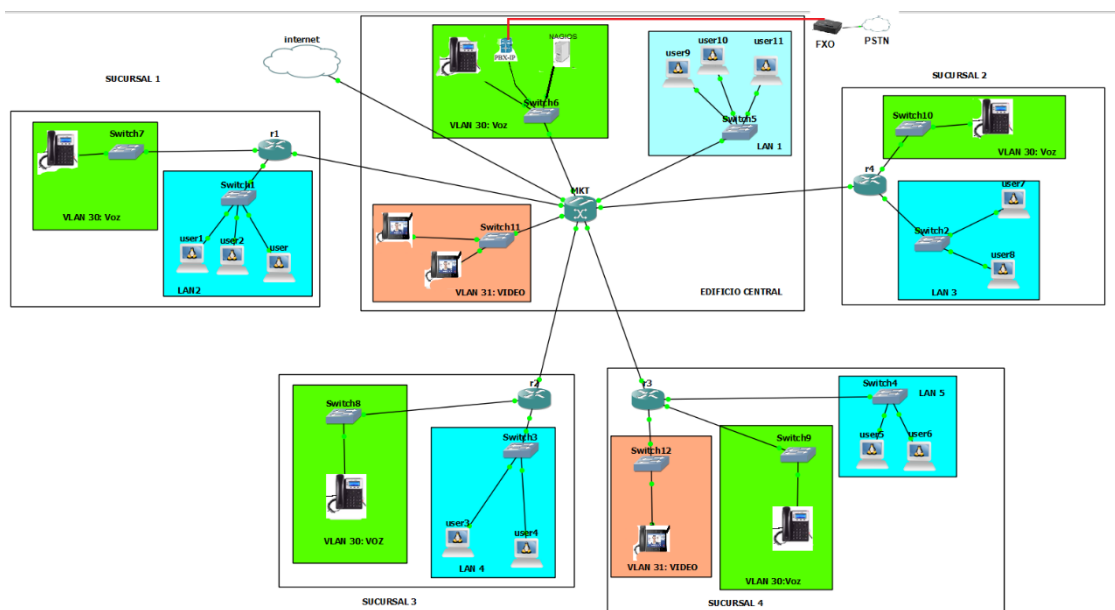 internet
SUCURSAL 1
Switch7
VLAN 30: Voz
r1
Switch1
user1
user2
user
LAN2
PBX-IP
NAGIOS
Switch6
VLAN 30: Voz
user9
user10
user11
Switch5
LAN 1
MKT
Switch11
VLAN 31: VIDEO
EDIFICIO CENTRAL
FXO
PSTN
SUCURSAL 2
Switch10
VLAN 30: Voz
r4
user7
Switch2
user8
LAN 3
r2
Switch8
VLAN 30: VOZ
Switch3
user3
user4
LAN 4
SUCURSAL 3
r3
Switch4
LAN 5
user5
user6
Switch12
VLAN 31: VIDEO
Switch9
VLAN 30:Voz
SUCURSAL 4